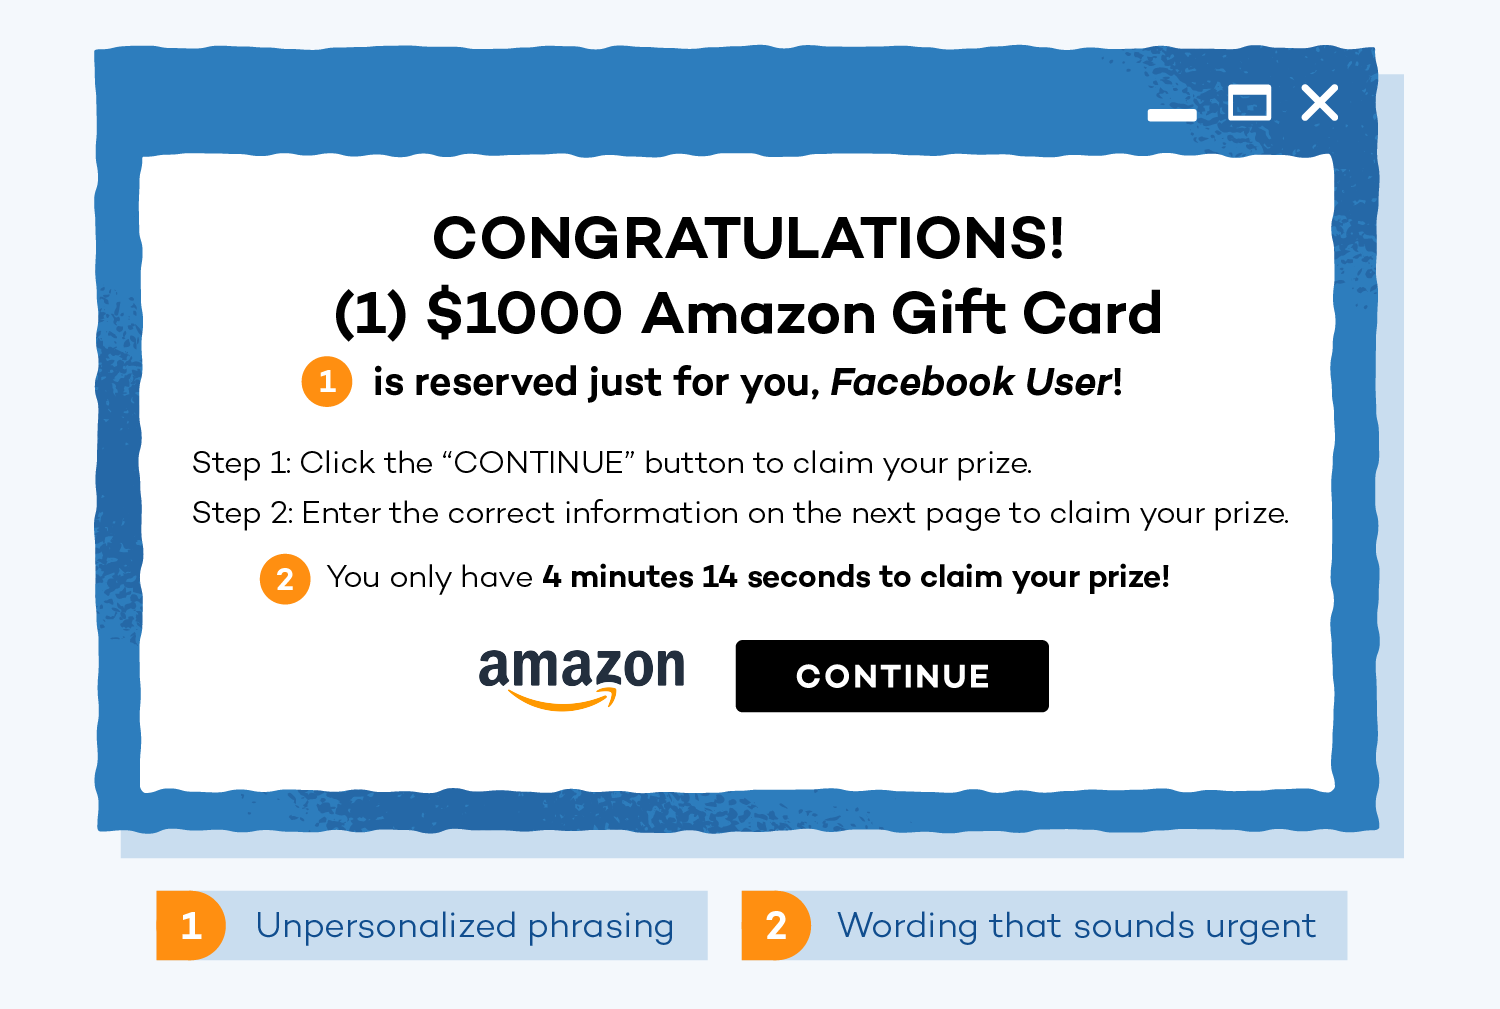 CONGRATULATIONS!
(1) $1000 Amazon Gift Card
1 is reserved just for you, Facebook User!
Step 1: Click the “CONTINUE” button to claim your prize.
Step 2: Enter the correct information on the next page to claim your prize.
2 You only have 4 minutes 14 seconds to claim your prize!
amazon CONTINUE
1 Unpersonalized phrasing
2 Wording that sounds urgent